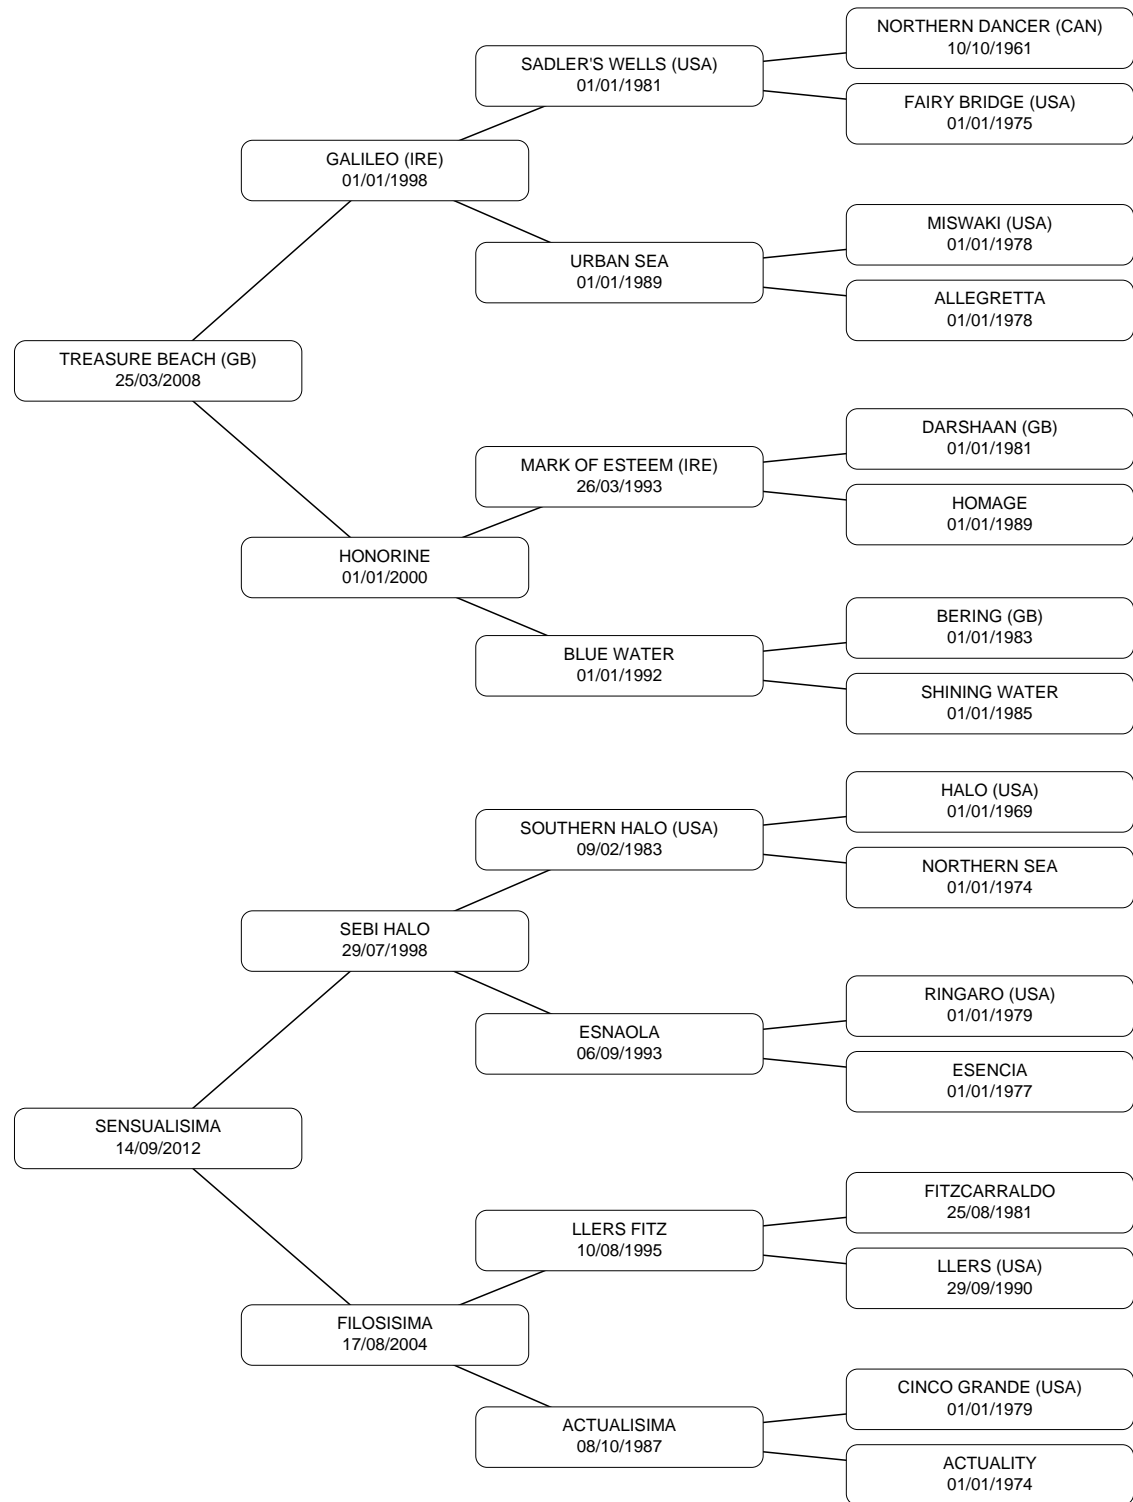 NORTHERN DANCER (CAN)
10/10/1961
SADLER'S WELLS (USA)
01/01/1981
FAIRY BRIDGE (USA)
01/01/1975
GALILEO (IRE)
01/01/1998
MISWAKI (USA)
01/01/1978
URBAN SEA
01/01/1989
ALLEGRETTA
01/01/1978
TREASURE BEACH (GB)
25/03/2008
DARSHAAN (GB)
01/01/1981
MARK OF ESTEEM (IRE)
26/03/1993
HOMAGE
01/01/1989
HONORINE
01/01/2000
BERING (GB)
01/01/1983
BLUE WATER
01/01/1992
SHINING WATER
01/01/1985
HALO (USA)
01/01/1969
SOUTHERN HALO (USA)
09/02/1983
NORTHERN SEA
01/01/1974
SEBI HALO
29/07/1998
RINGARO (USA)
01/01/1979
ESNAOLA
06/09/1993
ESENCIA
01/01/1977
SENSUALISIMA
14/09/2012
FITZCARRALDO
25/08/1981
LLERS FITZ
10/08/1995
LLERS (USA)
29/09/1990
FILOSISIMA
17/08/2004
CINCO GRANDE (USA)
01/01/1979
ACTUALISIMA
08/10/1987
ACTUALITY
01/01/1974